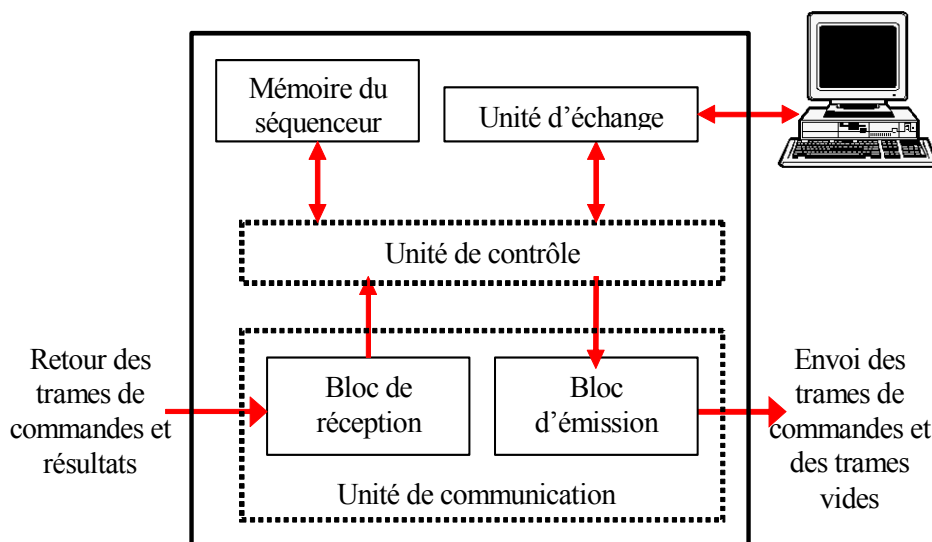 Mémoire du
séquenceur
Unité d'échange
Unité de contrôle
Retour des
trames de
commandes et
résultats
Bloc de
réception
Bloc
d'émission
Envoi des
trames de
commandes et
des trames
vides
Unité de communication